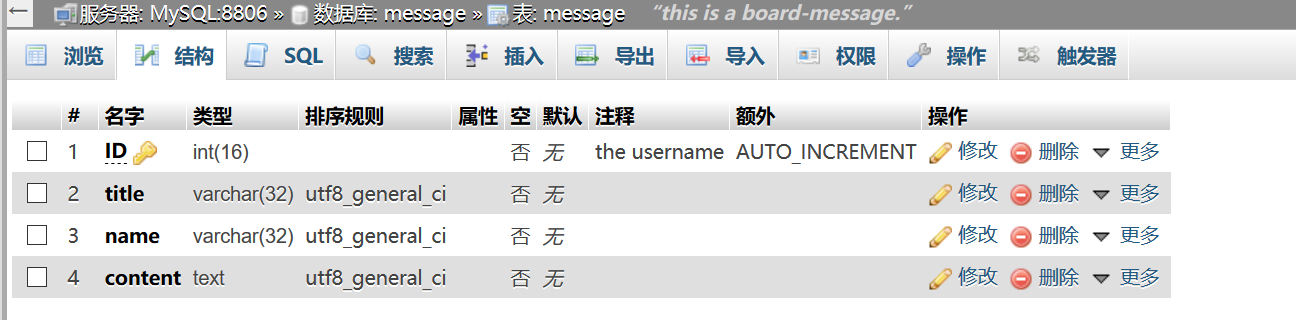 服务器: MySQL:8806 » 数据库: message » 表: message “this is a board-message.”
浏览 结构 SQL 搜索 插入 导出 导入 权限 操作 触发器
# 名字 类型 排序规则 属性 空 默认 注释 额外 操作
1 ID int(16) 否 无 the username AUTO_INCREMENT 修改 删除 更多
2 title varchar(32) utf8_general_ci 否 无 修改 删除 更多
3 name varchar(32) utf8_general_ci 否 无 修改 删除 更多
4 content text utf8_general_ci 否 无 修改 删除 更多